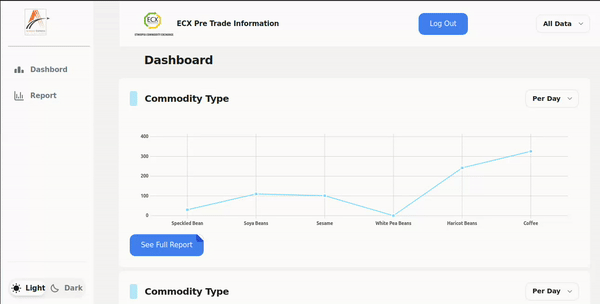 ECX
ETHIOPIA COMMODITY EXCHANGE
ECX Pre Trade Information
Log Out
All Data
Dashbord
Report
Dashboard
Commodity Type
Per Day
400
300
200
100
0
Speckled Bean
Soya Beans
Sesame
White Pea Beans
Haricot Beans
Coffee
See Full Report
Light
Dark
Commodity Type
Per Day